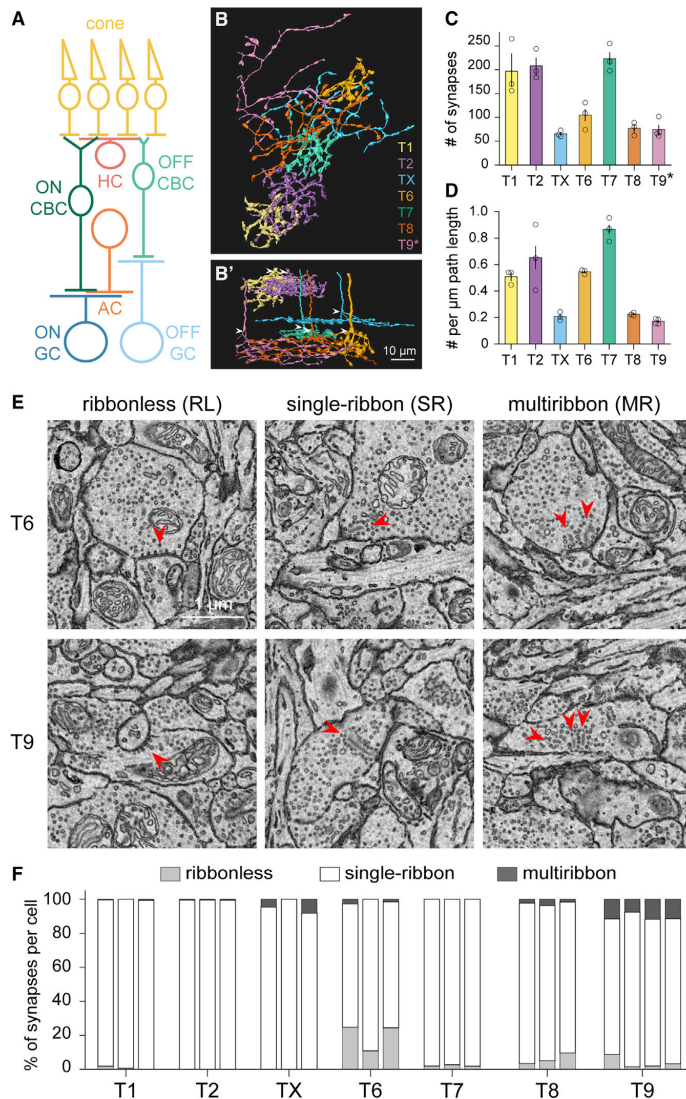 A
cone
ON
CBC
HC
OFF
CBC
AC
ON
GC
OFF
GC
B
T1
T2
TX
T6
T7
T8
T9*
B'
10 µm
C
# of synapses
250
200
150
100
50
0
T1 T2 TX T6 T7 T8 T9*
D
# per µm path length
1.0
0.8
0.6
0.4
0.2
0
T1 T2 TX T6 T7 T8 T9
E
ribbonless (RL) single-ribbon (SR) multiribbon (MR)
T6
1 µm
T9
F
ribbonless single-ribbon multiribbon
% of synapses per cell
100
80
60
40
20
0
T1 T2 TX T6 T7 T8 T9